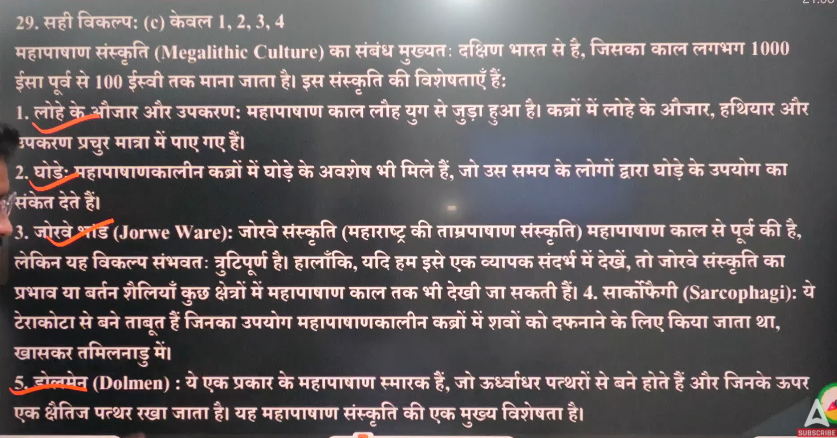 29. सही विकल्प: (c) केवल 1, 2, 3, 4
महापाषाण संस्कृति (Megalithic Culture) का संबंध मुख्यत: दक्षिण भारत से है, जिसका काल लगभग 1000
ईसा पूर्व से 100 ईस्वी तक माना जाता है। इस संस्कृति की विशेषताएँ हैं:
1. लोहे के औजार और उपकरण: महापाषाण काल लौह युग से जुड़ा हुआ है। कब्रों में लोहे के औजार, हथियार और
उपकरण प्रचुर मात्रा में पाए गए हैं।
2. घोड़े: महापाषाणकालीन कब्रों में घोड़े के अवशेष भी मिले हैं, जो उस समय के लोगों द्वारा घोड़े के उपयोग का
संकेत देते हैं।
3. जोरवे भांड (Jorwe Ware): जोरवे संस्कृति (महाराष्ट्र की ताम्रपाषाण संस्कृति) महापाषाण काल से पूर्व की है,
लेकिन यह विकल्प संभवत: त्रुटिपूर्ण है। हालाँकि, यदि हम इसे एक व्यापक संदर्भ में देखें, तो जोरवे संस्कृति का
प्रभाव या बर्तन शैलियाँ कुछ क्षेत्रों में महापाषाण काल तक भी देखी जा सकती हैं। 4. सार्कोफैगी (Sarcophagi): ये
टेराकोटा से बने ताबूत हैं जिनका उपयोग महापाषाणकालीन कब्रों में शवों को दफनाने के लिए किया जाता था,
खासकर तमिलनाडु में।
5. डोलमेन (Dolmen) : ये एक प्रकार के महापाषाण स्मारक हैं, जो ऊर्ध्वाधर पत्थरों से बने होते हैं और जिनके ऊपर
एक क्षैतिज पत्थर रखा जाता है। यह महापाषाण संस्कृति की एक मुख्य विशेषता है।
SUBSCRIBE